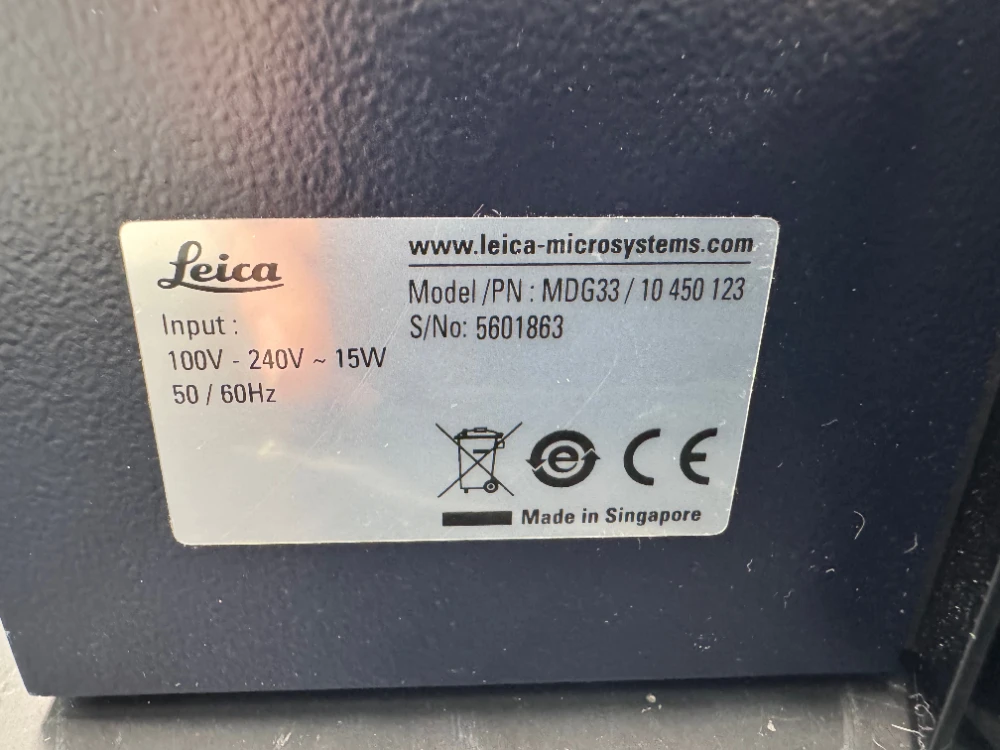 Leica
Input :
100V - 240V ~ 15W
50 / 60Hz
www.leica-microsystems.com
Model /PN : MDG33 / 10 450 123
S/No: 5601863
e
CE
Made in Singapore